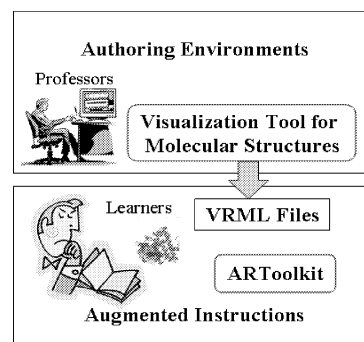 Authoring Environments
Professors
Visualization Tool for
Molecular Structures
Learners
VRML Files
ARToolkit
Augmented Instructions